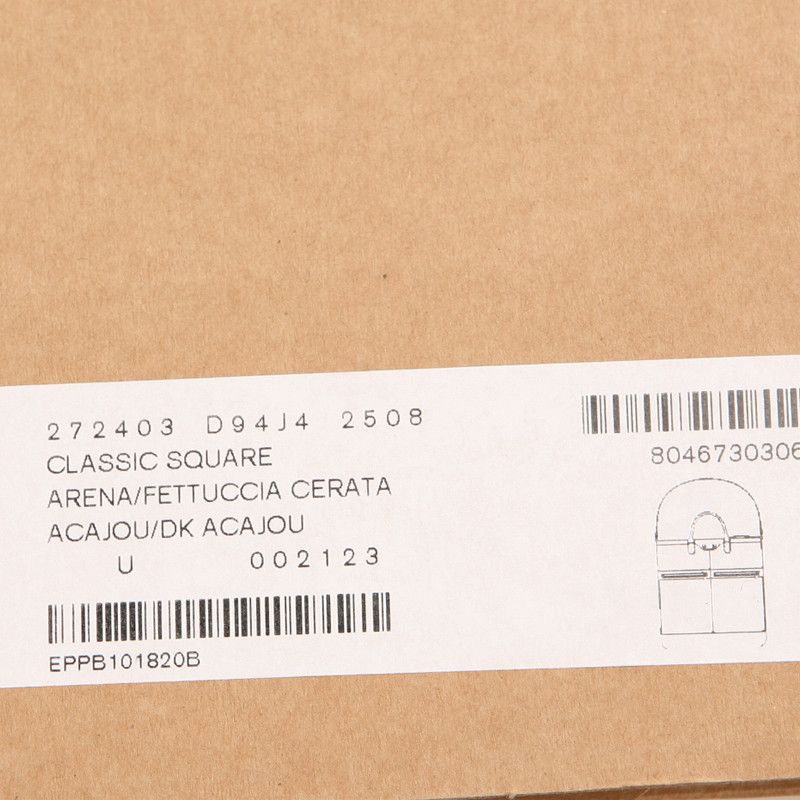 272403 D94J4 2508
CLASSIC SQUARE
ARENA/FETTUCCIA CERATA
ACAJOU/DK ACAJOU
U 002123
EPPB101820B
8046730306